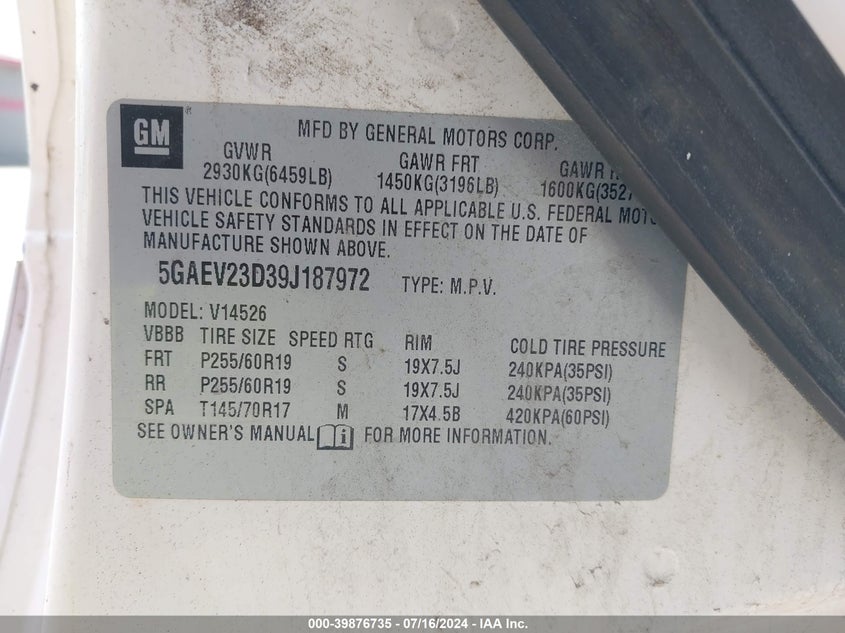 GM ®
MFD BY GENERAL MOTORS CORP.
GVWR GAWR FRT GAWR
2930KG(6459LB) 1450KG(3196LB) 1600KG(3527
THIS VEHICLE CONFORMS TO ALL APPLICABLE U.S. FEDERAL
VEHICLE SAFETY STANDARDS IN EFFECT ON THE DATE OF
MANUFACTURE SHOWN ABOVE.
5GAEV23D39J187972 TYPE: M.P.V.
MODEL: V14526
VBBB TIRE SIZE SPEED RTG RIM COLD TIRE PRESSURE
FRT P255/60R19 S 19X7.5J 240KPA(35PSI)
RR P255/60R19 S 19X7.5J 240KPA(35PSI)
SPA T145/70R17 M 17X4.5B 420KPA(60PSI)
SEE OWNER'S MANUAL i FOR MORE INFORMATION.
000-39876735 - 07/16/2024 - IAA Inc.